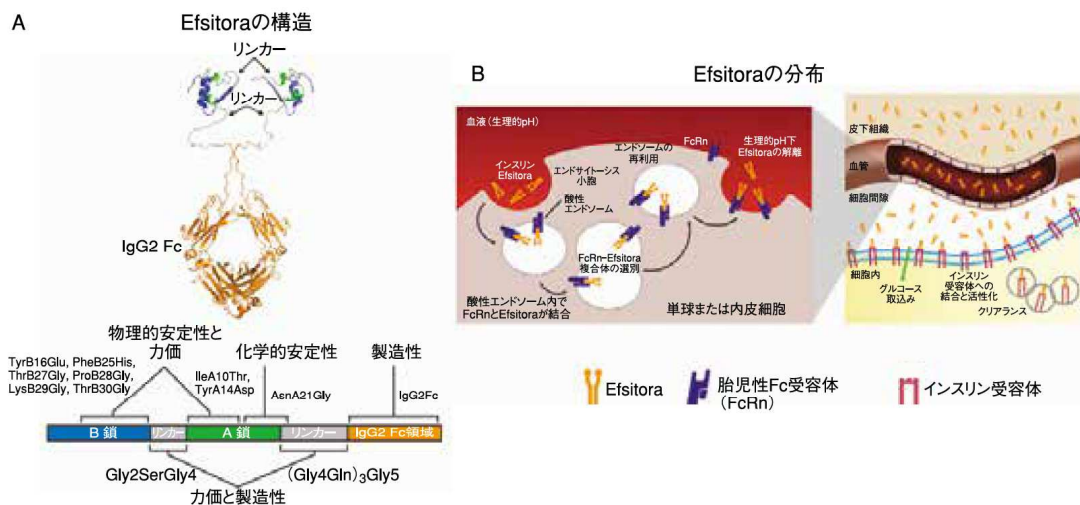 A
Efsitoraの構造
リンカー
リンカー
IgG2 Fc
物理的安定性と
力価
化学的安定性
製造性
TyrB16Glu, PheB25His,
Thr27Gly, ProB28Gly,
LysB29Gly, ThrB30Gly
IleA10Thr,
TyrA14Asp
AsnA21Gly
IgG2Fc
B 鎖
リンカー
A 鎖
リンカー
IgG2 Fc領域
Gly2SerGly4
(Gly4Gln)3Gly5
力価と製造性
B
Efsitoraの分布
血液(生理的pH)
インスリン
Efsitora
エンドサイトーシス
小胞
酸性
エンドソーム
エンドソームの
再利用
FcRn
生理的pH下
Efsitoraの解離
FcRn-Efsitora
複合体の選別
酸性エンドソーム内で
FcRnとEfsitoraが結合
単球または内皮細胞
皮下組織
血管
細胞間隙
細胞内
グルコース
取込み
インスリン
受容体への
結合と活性化
クリアランス
Efsitora
胎児性Fc受容体
(FcRn)
インスリン受容体